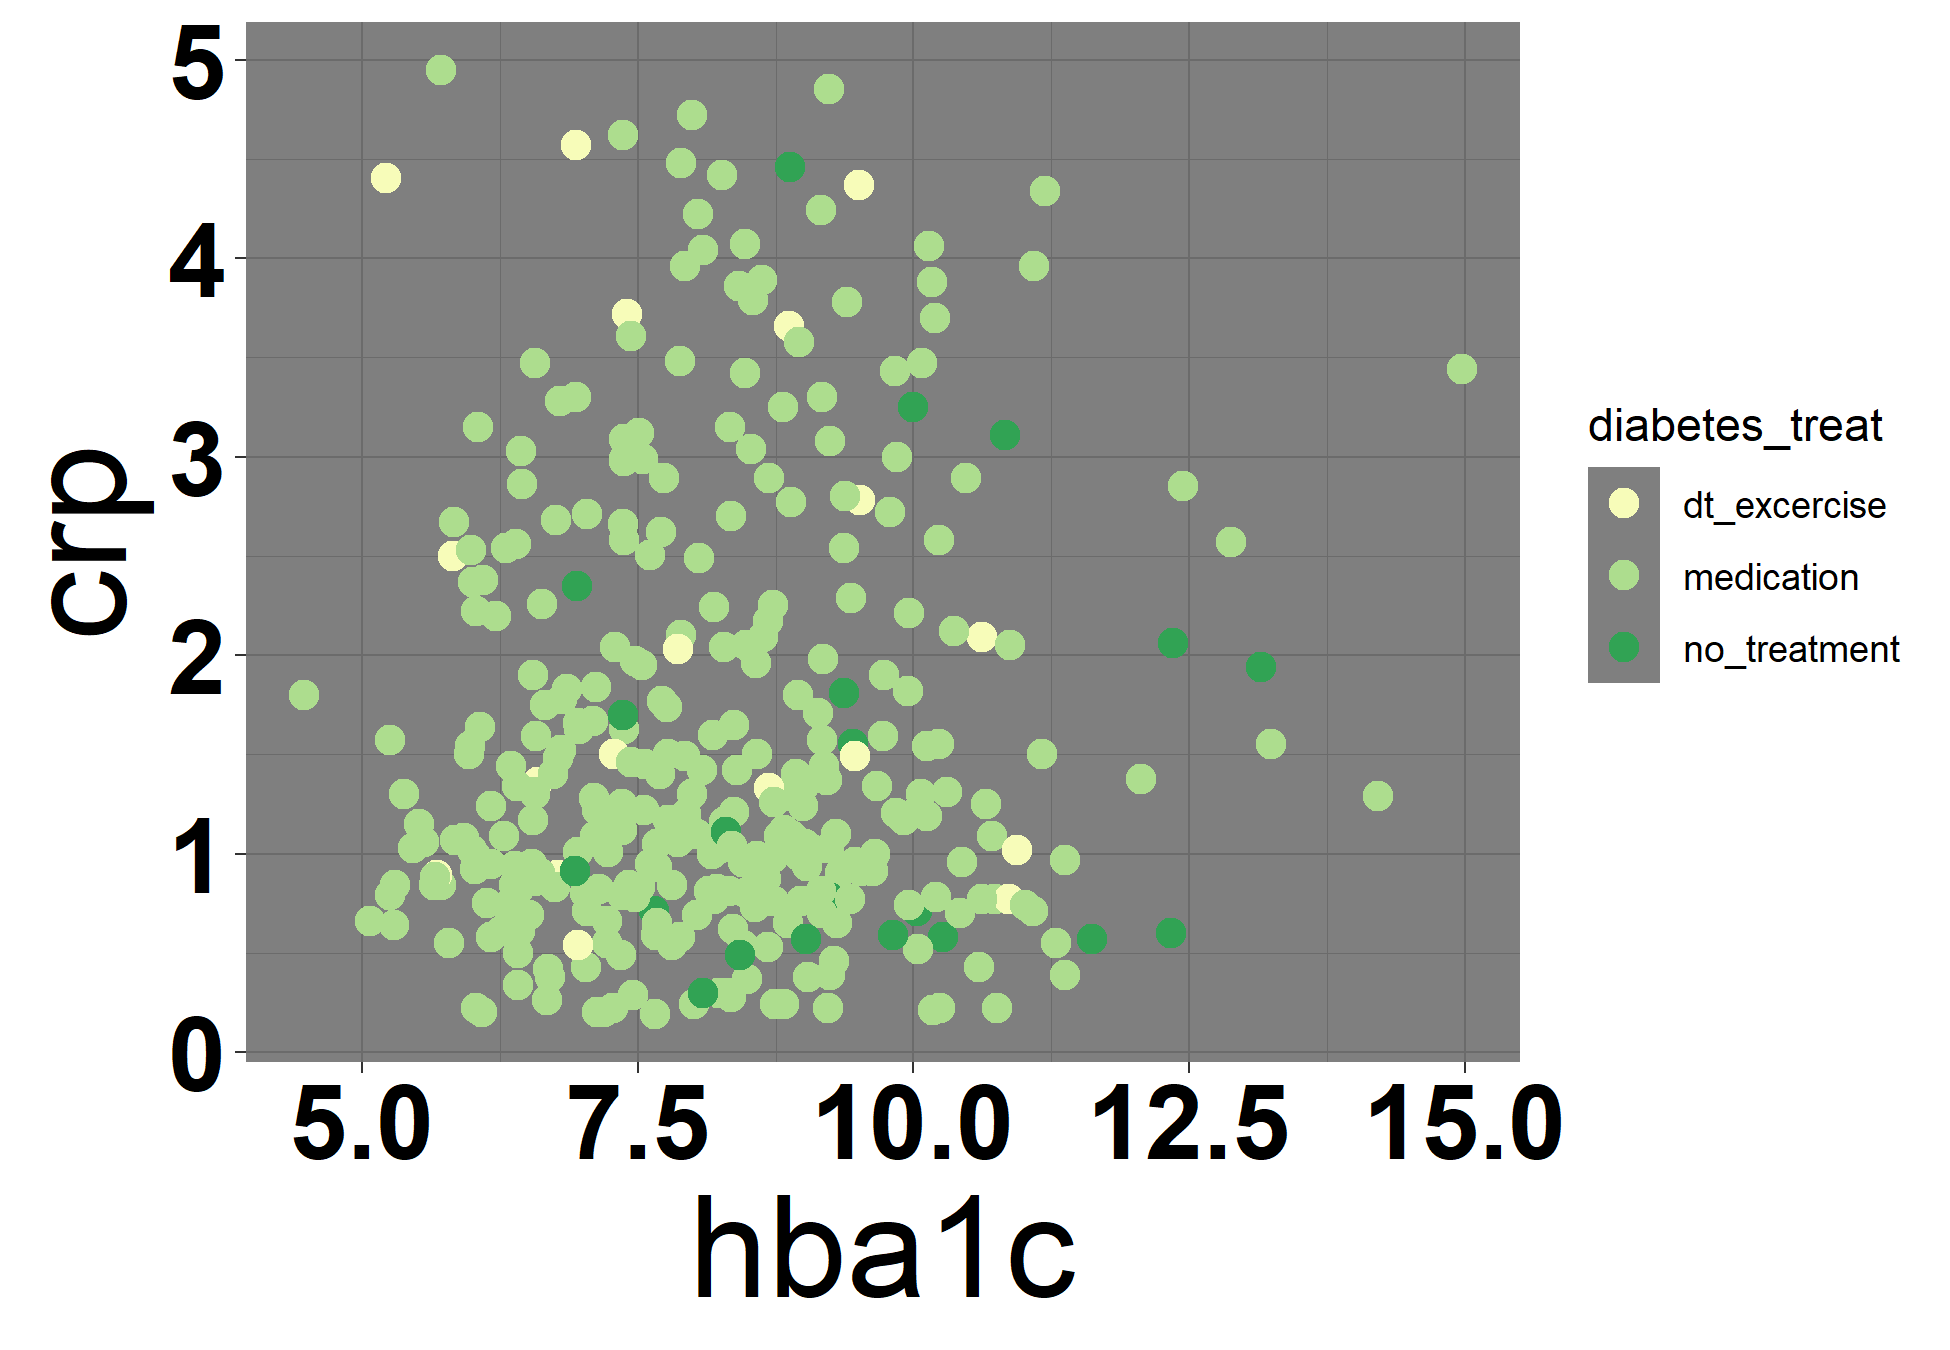 5
4
3
2
1
0
crp
5.0 7.5 10.0 12.5 15.0
hba1c
diabetes_treat
dt_excercise
medication
no_treatment